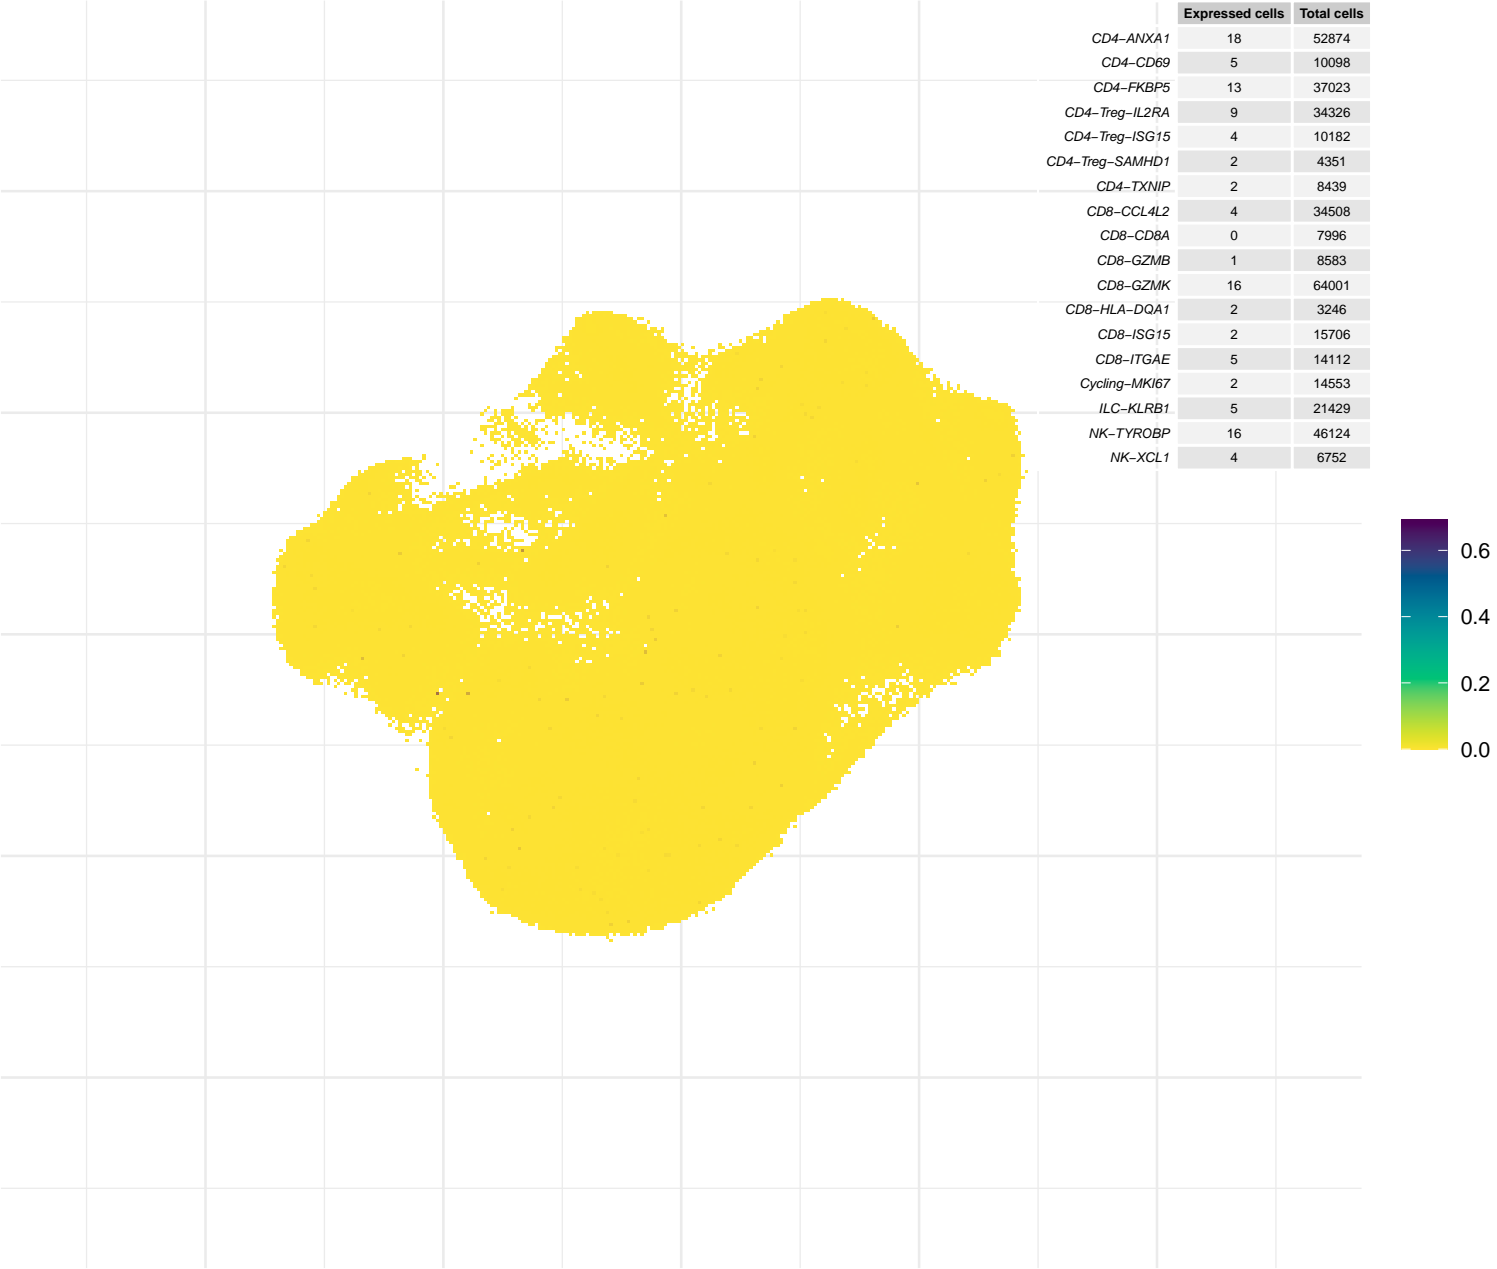 Expressed cells Total cells
CD4−ANXA1 18 52874
CD4−CD69 5 10098
CD4−FKBP5 13 37023
CD4−Treg−IL2RA 9 34326
CD4−Treg−ISG15 4 10182
CD4−Treg−SAMHD1 2 4351
CD4−TXNIP 2 8439
CD8−CCL4L2 4 34508
CD8−CD8A 0 7996
CD8−GZMB 1 8583
CD8−GZMK 16 64001
CD8−HLA−DQA1 2 3246
CD8−ISG15 2 15706
CD8−ITGAE 5 14112
Cycling−MKI67 2 14553
ILC−KLRB1 5 21429
NK−TYROBP 16 46124
NK−XCL1 4 6752
0.6
0.4
0.2
0.0